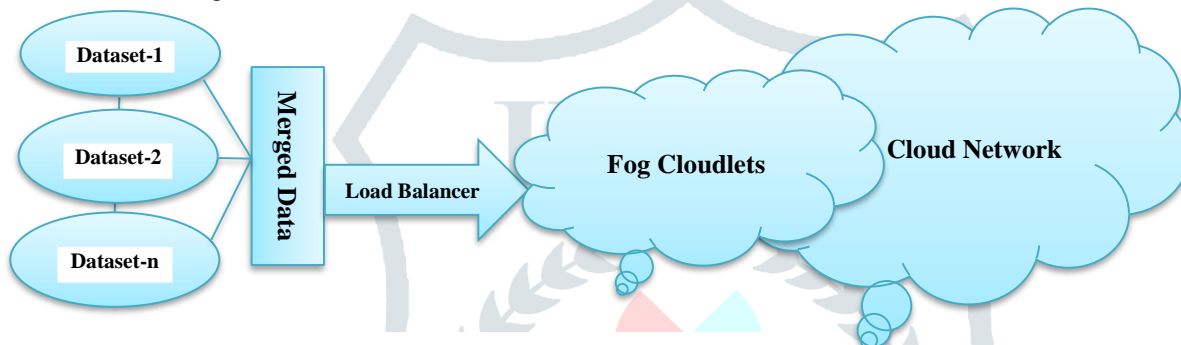 Dataset-1
Dataset-2
Dataset-n
Merged Data
Load Balancer
Fog Cloudlets
Cloud Network